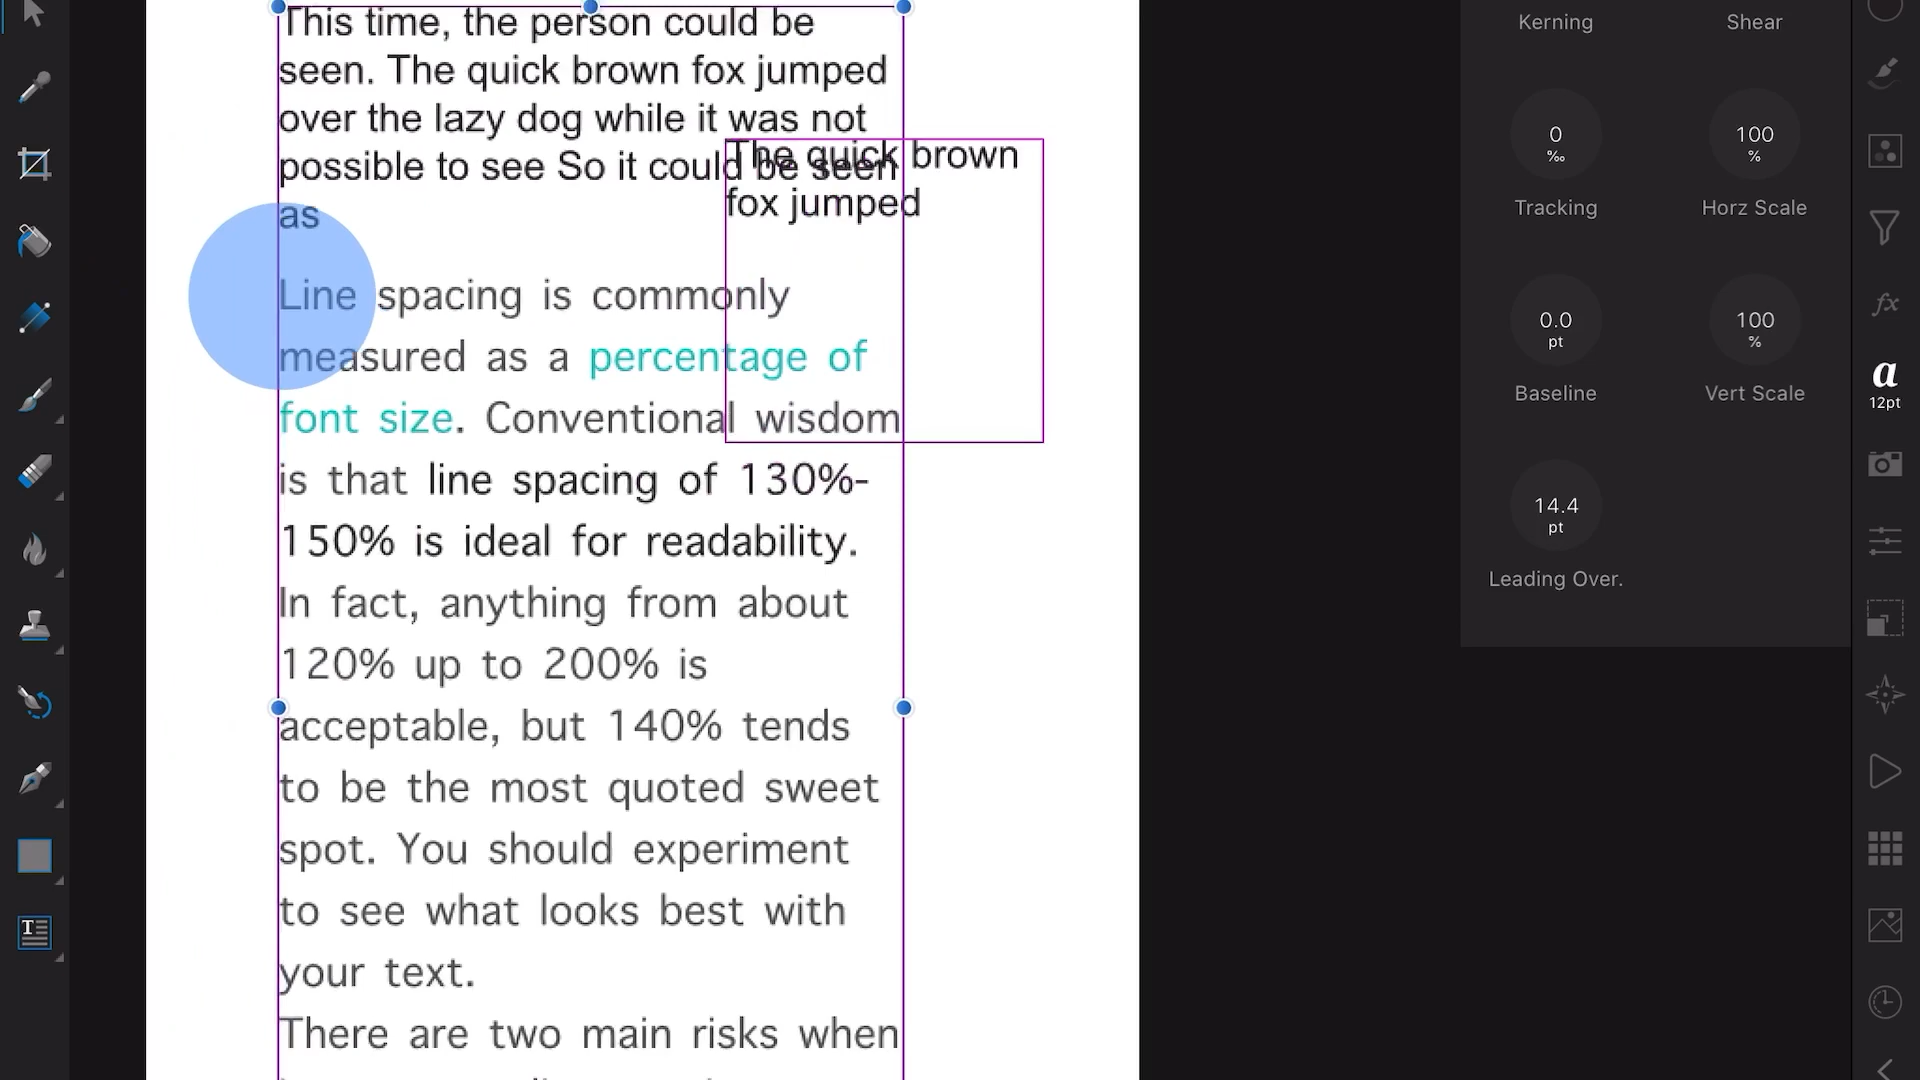 This time, the person could be
seen. The quick brown fox jumped
over the lazy dog while it was not
possible to see So it could be seen
as
The quick brown
fox jumped
Line spacing is commonly
measured as a percentage of
font size. Conventional wisdom
is that line spacing of 130%-
150% is ideal for readability.
In fact, anything from about
120% up to 200% is
acceptable, but 140% tends
to be the most quoted sweet
spot. You should experiment
to see what looks best with
your text.
There are two main risks when
Kerning
Shear
0
‰
Tracking
100
%
Horz Scale
0.0
pt
Baseline
100
%
Vert Scale
14.4
pt
Leading Over.
fx
a
12pt
T